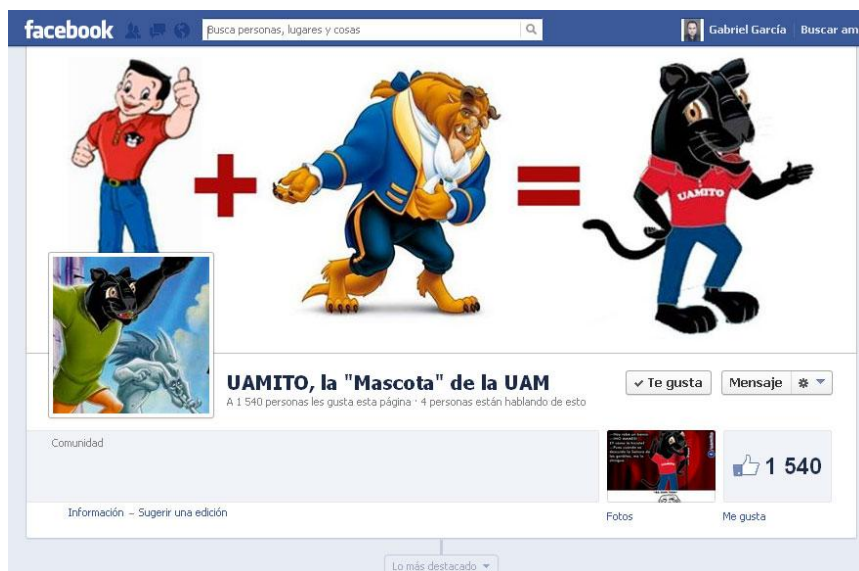 facebook
Busca personas, lugares y cosas
Gabriel García
Buscar am
UAMITO
UAMITO, la "Mascota" de la UAM
A 1 540 personas les gusta esta página · 4 personas están hablando de esto
Te gusta
Mensaje
Comunidad
1 540
Información – Sugerir una edición
Fotos
Me gusta
Lo más destacado